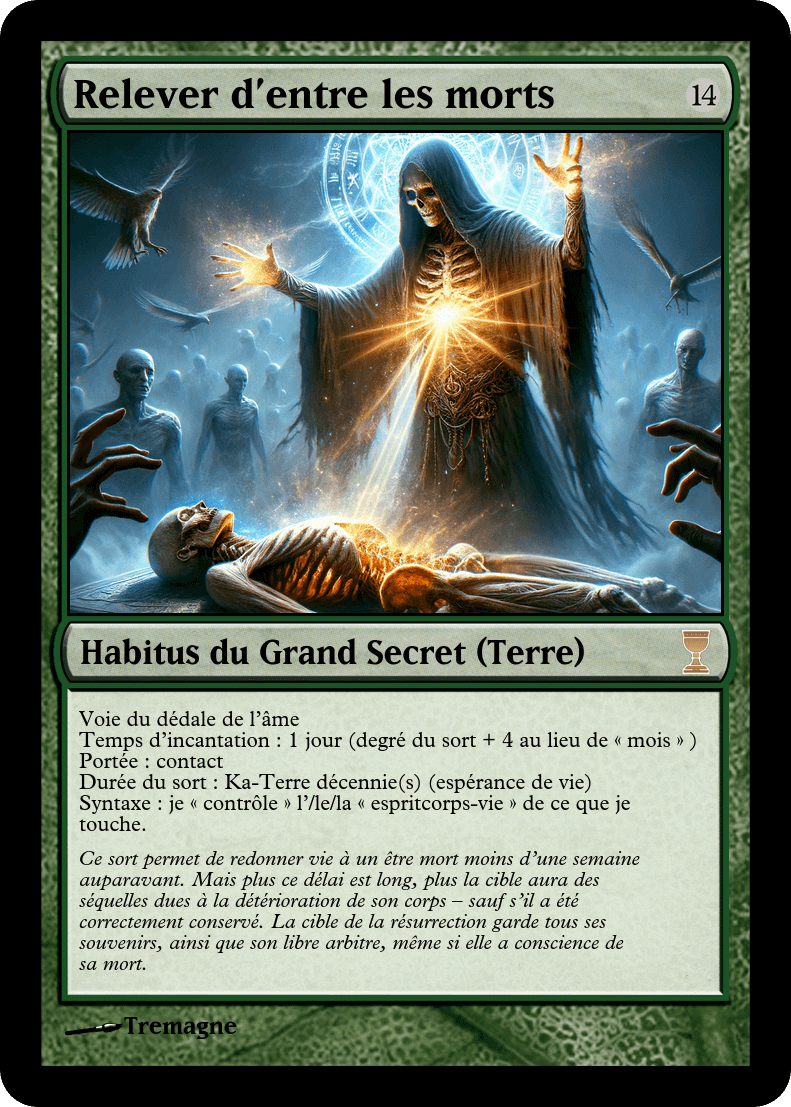 Relever d'entre les morts
14
Habitus du Grand Secret (Terre)
Voie du dédale de l'âme
Temps d'incantation : 1 jour (degré du sort + 4 au lieu de « mois » )
Portée : contact
Durée du sort : Ka-Terre décennie(s) (espérance de vie)
Syntaxe : je « contrôle » l'/le/la « espritcorps-vie » de ce que je
touche.
Ce sort permet de redonner vie à un être mort moins d'une semaine
auparavant. Mais plus ce délai est long, plus la cible aura des
séquelles dues à la détérioration de son corps – sauf s'il a été
correctement conservé. La cible de la résurrection garde tous ses
souvenirs, ainsi que son libre arbitre, même si elle a conscience de
sa mort.
Tremagne